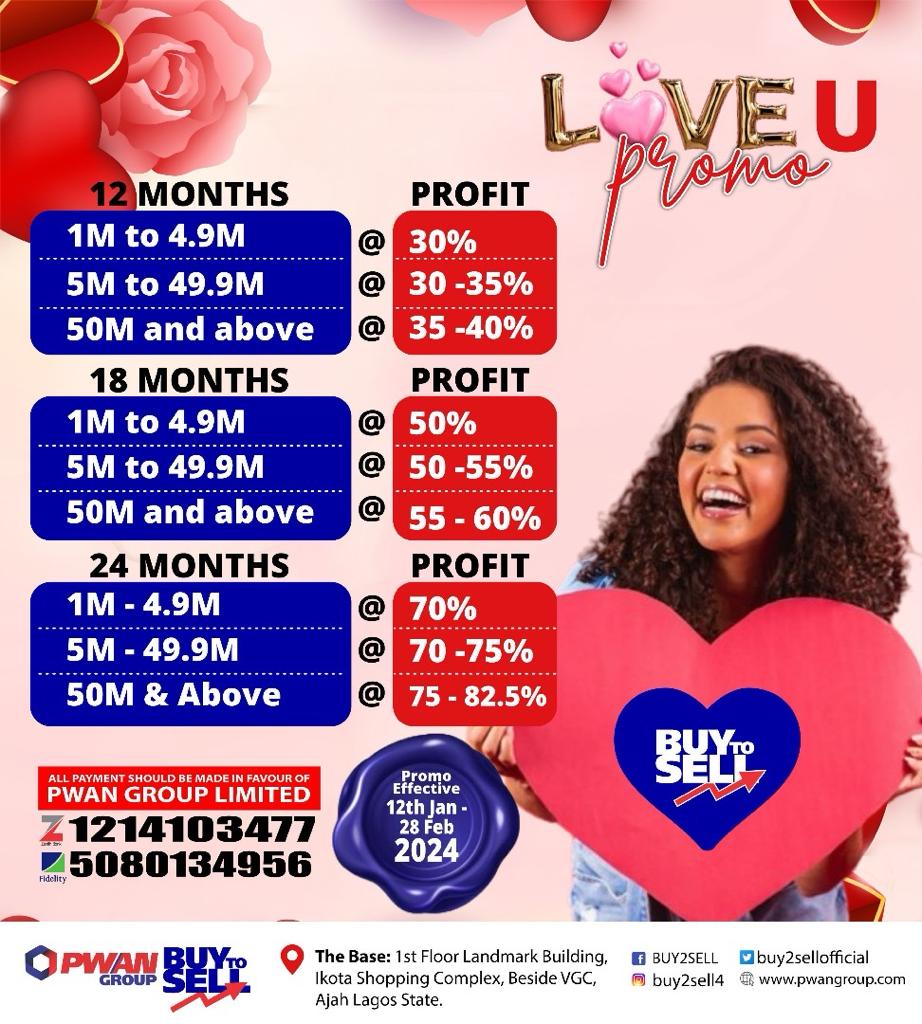 LOVE U
promo
12 MONTHS PROFIT
1M to 4.9M @ 30%
5M to 49.9M @ 30 -35%
50M and above @ 35 -40%
18 MONTHS PROFIT
1M to 4.9M @ 50%
5M to 49.9M @ 50 -55%
50M and above @ 55 - 60%
24 MONTHS PROFIT
1M - 4.9M @ 70%
5M - 49.9M @ 70 -75%
50M & Above @ 75 - 82.5%
BUY TO
SELL
ALL PAYMENT SHOULD BE MADE IN FAVOUR OF
PWAN GROUP LIMITED
Zenith Bank 1214103477
Fidelity 5080134956
Promo
Effective
12th Jan -
28 Feb
2024
PWAN
GROUP
BUY TO
SELL
The Base: 1st Floor Landmark Building,
Ikota Shopping Complex, Beside VGC,
Ajah Lagos State.
BUY2SELL buy2sellofficial
buy2sell4 www.pwangroup.com